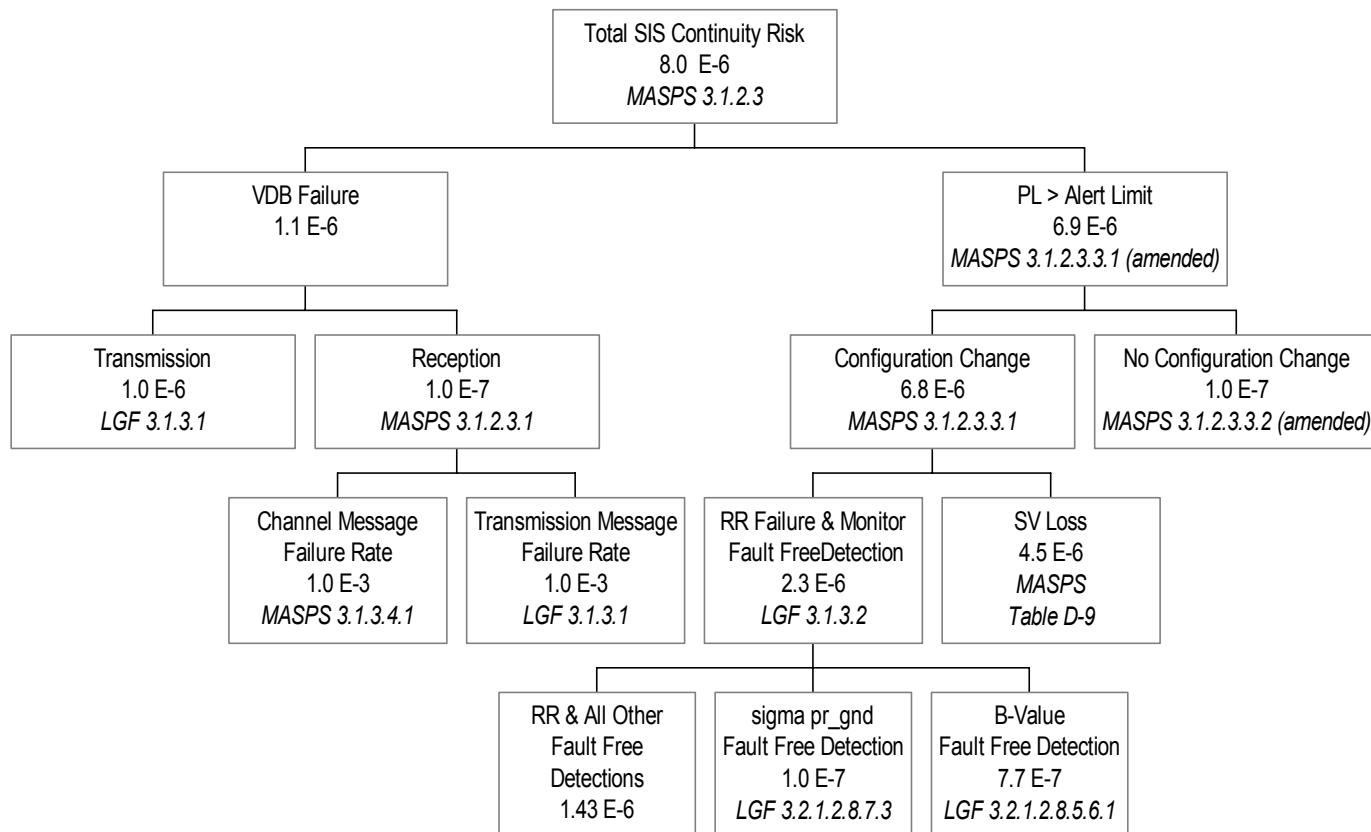 Total SIS Continuity Risk
8.0 E-6
MASPS 3.1.2.3
VDB Failure
1.1 E-6
PL > Alert Limit
6.9 E-6
MASPS 3.1.2.3.3.1 (amended)
Transmission
1.0 E-6
LGF 3.1.3.1
Reception
1.0 E-7
MASPS 3.1.2.3.1
Configuration Change
6.8 E-6
MASPS 3.1.2.3.3.1
No Configuration Change
1.0 E-7
MASPS 3.1.2.3.3.2 (amended)
Channel Message
Failure Rate
1.0 E-3
MASPS 3.1.3.4.1
Transmission Message
Failure Rate
1.0 E-3
LGF 3.1.3.1
RR Failure & Monitor
Fault FreeDetection
2.3 E-6
LGF 3.1.3.2
SV Loss
4.5 E-6
MASPS
Table D-9
RR & All Other
Fault Free
Detections
1.43 E-6
sigma pr_gnd
Fault Free Detection
1.0 E-7
LGF 3.2.1.2.8.7.3
B-Value
Fault Free Detection
7.7 E-7
LGF 3.2.1.2.8.5.6.1